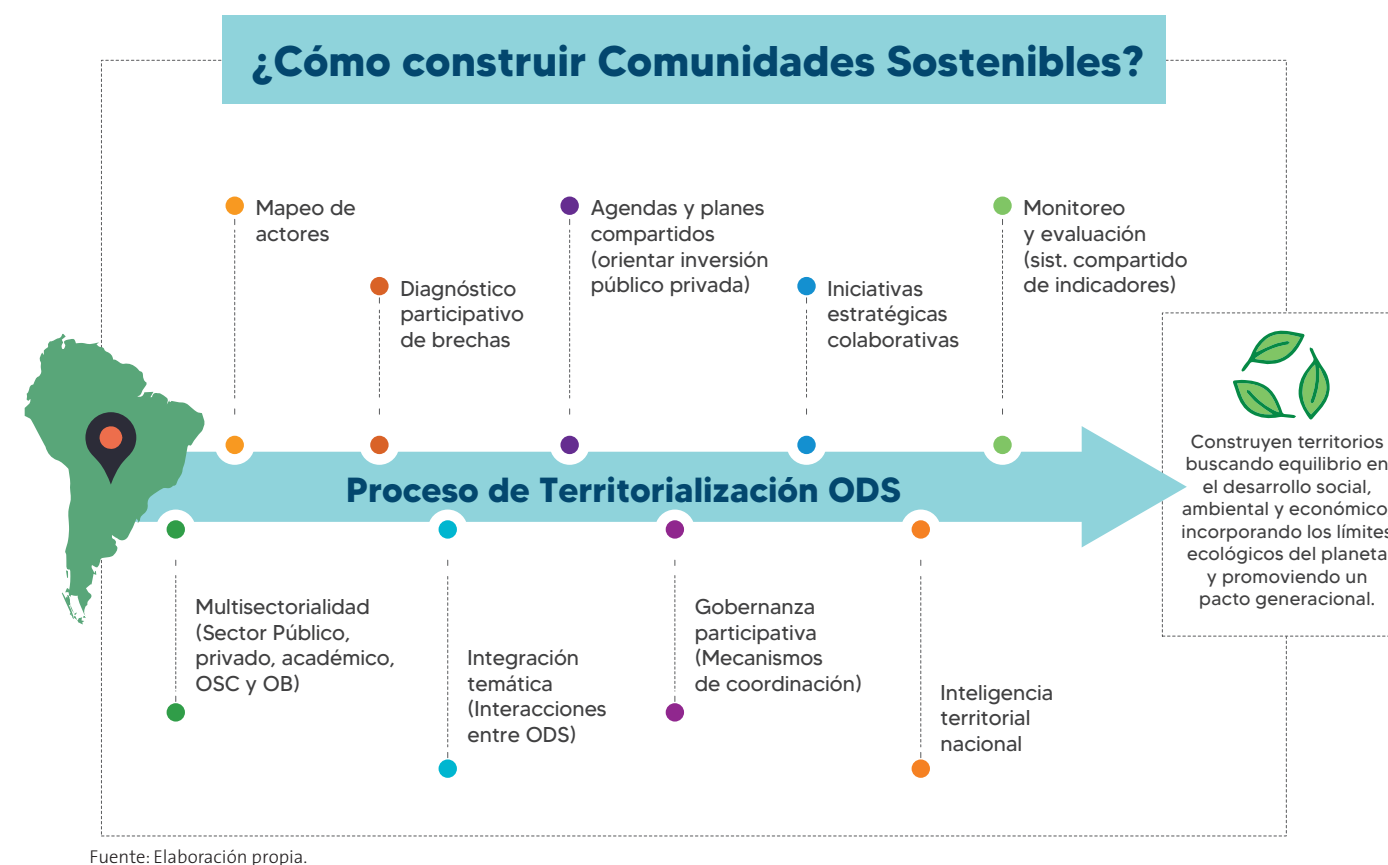 ¿Cómo construir Comunidades Sostenibles?
Mapeo de
actores
Diagnóstico
participativo
de brechas
Agendas y planes
compartidos
(orientar inversión
público privada)
Iniciativas
estratégicas
colaborativas
Monitoreo
y evaluación
(sist. compartido
de indicadores)
Proceso de Territorialización ODS
Construyen territorios
buscando equilibrio en
el desarrollo social,
ambiental y económico
incorporando los límites
ecológicos del planeta
y promoviendo un
pacto generacional.
Multisectorialidad
(Sector Público,
privado, académico,
OSC y OB)
Integración
temática
(Interacciones
entre ODS)
Gobernanza
participativa
(Mecanismos
de coordinación)
Inteligencia
territorial
nacional
Fuente: Elaboración propia.